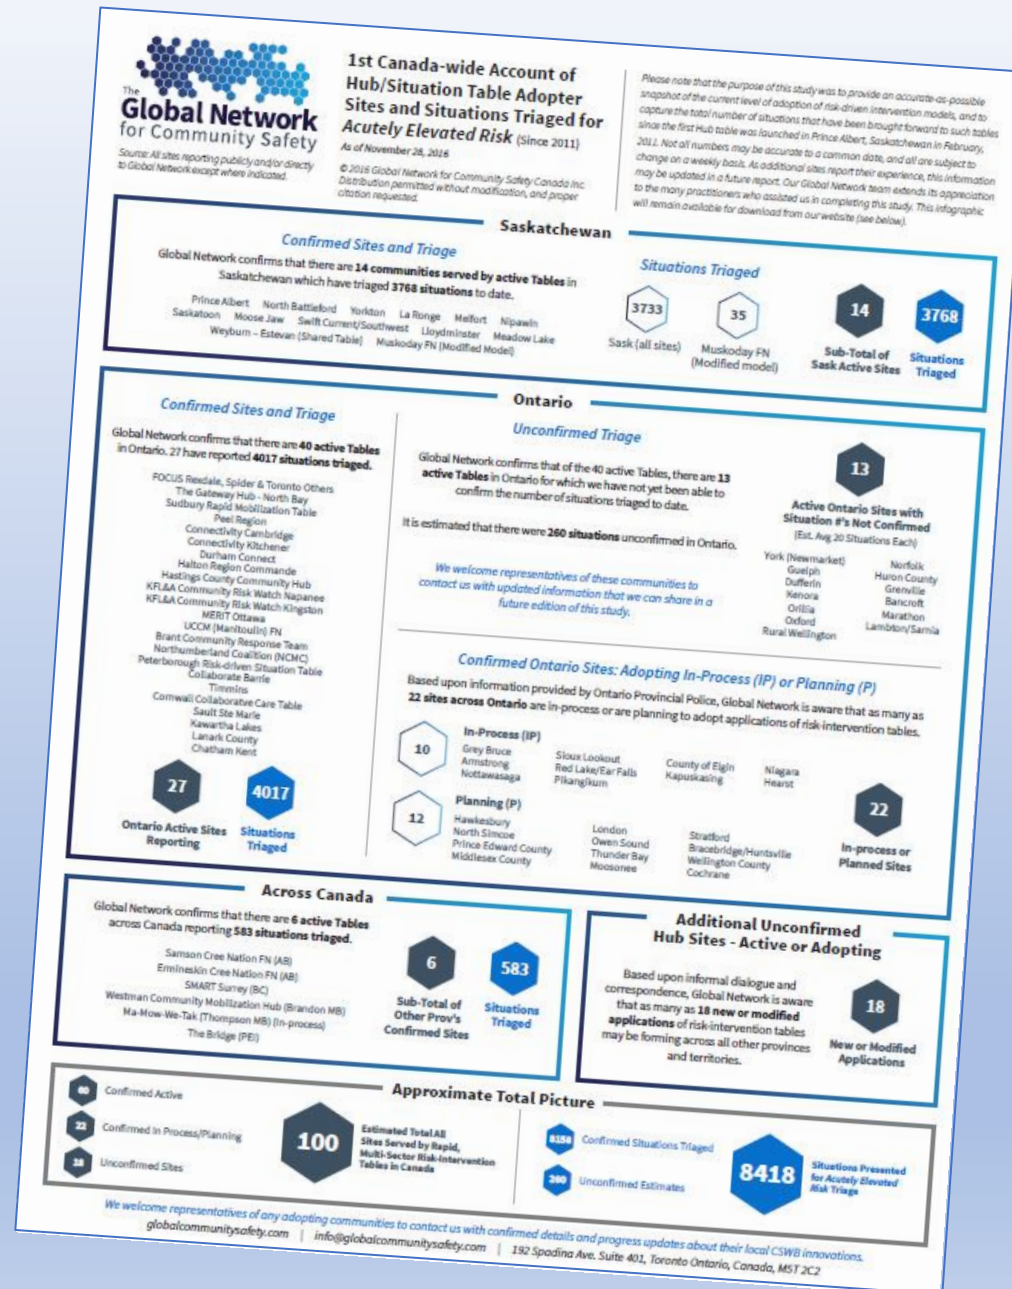 The
Global Network
for Community Safety
Source: All sites reporting publicly and/or directly
to Global Network except where indicated.
1st Canada-wide Account of
Hub/Situation Table Adopter
Sites and Situations Triaged for
Acutely Elevated Risk (Since 2011)
As of November 28, 2016
© 2016 Global Network for Community Safety Canada Inc.
Distribution permitted without modification, and proper
citation requested.
Please note that the purpose of this study was to provide an accurate-as-possible
snapshot of the current level of adoption of risk-driven intervention models, and to
capture the total number of situations that have been brought forward to such tables
since the first Hub table was launched in Prince Albert, Saskatchewan in February,
2011. Not all numbers may be accurate to a common date, and all are subject to
change on a weekly basis. As additional sites report their experience, this information
may be updated in a future report. Our Global Network team extends its appreciation
to the many practitioners who assisted us in completing this study. This infographic
will remain available for download from our website (see below).
Saskatchewan
Confirmed Sites and Triage
Global Network confirms that there are 14 communities served by active Tables in
Saskatchewan which have triaged 3768 situations to date.
Prince Albert North Battleford Yorkton La Ronge Melfort Nipawin
Saskatoon Moose Jaw Swift Current/Southwest Lloydminster Meadow Lake
Weyburn – Estevan (Shared Table) Muskoday FN (Modified Model)
Situations Triaged
3733
Sask (all sites)
35
Muskoday FN
(Modified model)
14
Sub-Total of
Sask Active Sites
3768
Situations
Triaged
Ontario
Confirmed Sites and Triage
Global Network confirms that there are 40 active Tables
in Ontario. 27 have reported 4017 situations triaged.
FOCUS Rexdale, Spider & Toronto Others
The Gateway Hub - North Bay
Sudbury Rapid Mobilization Table
Peel Region
Connectivity Cambridge
Connectivity Kitchener
Durham Connect
Halton Region Commande
Hastings County Community Hub
KFL&A Community Risk Watch Napanee
KFL&A Community Risk Watch Kingston
MERIT Ottawa
UCCM (Manitoulin) FN
Brant Community Response Team
Northumberland Coalition (NCMC)
Peterborough Risk-driven Situation Table
Collaborate Barrie
Timmins
Cornwall Collaborative Care Table
Sault Ste Marie
Kawartha Lakes
Lanark County
Chatham Kent
27
Ontario Active Sites
Reporting
4017
Situations
Triaged
Unconfirmed Triage
Global Network confirms that of the 40 active Tables, there are 13
active Tables in Ontario for which we have not yet been able to
confirm the number of situations triaged to date.
It is estimated that there were 260 situations unconfirmed in Ontario.
We welcome representatives of these communities to
contact us with updated information that we can share in a
future edition of this study.
13
Active Ontario Sites with
Situation #'s Not Confirmed
(Est. Avg 20 Situations Each)
York (Newmarket)
Guelph
Dufferin
Kenora
Orillia
Oxford
Rural Wellington
Norfolk
Huron County
Grenville
Bancroft
Marathon
Lambton/Sarnia
Confirmed Ontario Sites: Adopting In-Process (IP) or Planning (P)
Based upon information provided by Ontario Provincial Police, Global Network is aware that as many as
22 sites across Ontario are in-process or are planning to adopt applications of risk-intervention tables.
10
In-Process (IP)
Grey Bruce
Armstrong
Nottawasaga
Sioux Lookout
Red Lake/Ear Falls
Pikangikum
County of Elgin
Kapuskasing
Niagara
Hearst
12
Planning (P)
Hawkesbury
North Simcoe
Prince Edward County
Middlesex County
London
Owen Sound
Thunder Bay
Moosonee
Stratford
Bracebridge/Huntsville
Wellington County
Cochrane
22
In-process or
Planned Sites
Across Canada
Global Network confirms that there are 6 active Tables
across Canada reporting 583 situations triaged.
Samson Cree Nation FN (AB)
Ermineskin Cree Nation FN (AB)
SMART Surrey (BC)
Westman Community Mobilization Hub (Brandon MB)
Ma-Mow-We-Tak (Thompson MB) (In-process)
The Bridge (PEI)
6
Sub-Total of
Other Prov's
Confirmed Sites
583
Situations
Triaged
Additional Unconfirmed
Hub Sites - Active or Adopting
Based upon informal dialogue and
correspondence, Global Network is aware
that as many as 18 new or modified
applications of risk-intervention tables
may be forming across all other provinces
and territories.
18
New or Modified
Applications
Approximate Total Picture
60 Confirmed Active
22 Confirmed In Process/Planning
18 Unconfirmed Sites
100
Estimated Total All
Sites Served by Rapid,
Multi-Sector Risk-Intervention
Tables in Canada
8158 Confirmed Situations Triaged
260 Unconfirmed Estimates
8418
Situations Presented
for Acutely Elevated
Risk Triage
We welcome representatives of any adopting communities to contact us with confirmed details and progress updates about their local CSWB innovations.
globalcommunitysafety.com | info@globalcommunitysafety.com | 192 Spadina Ave. Suite 401, Toronto Ontario, Canada, M5T 2C2